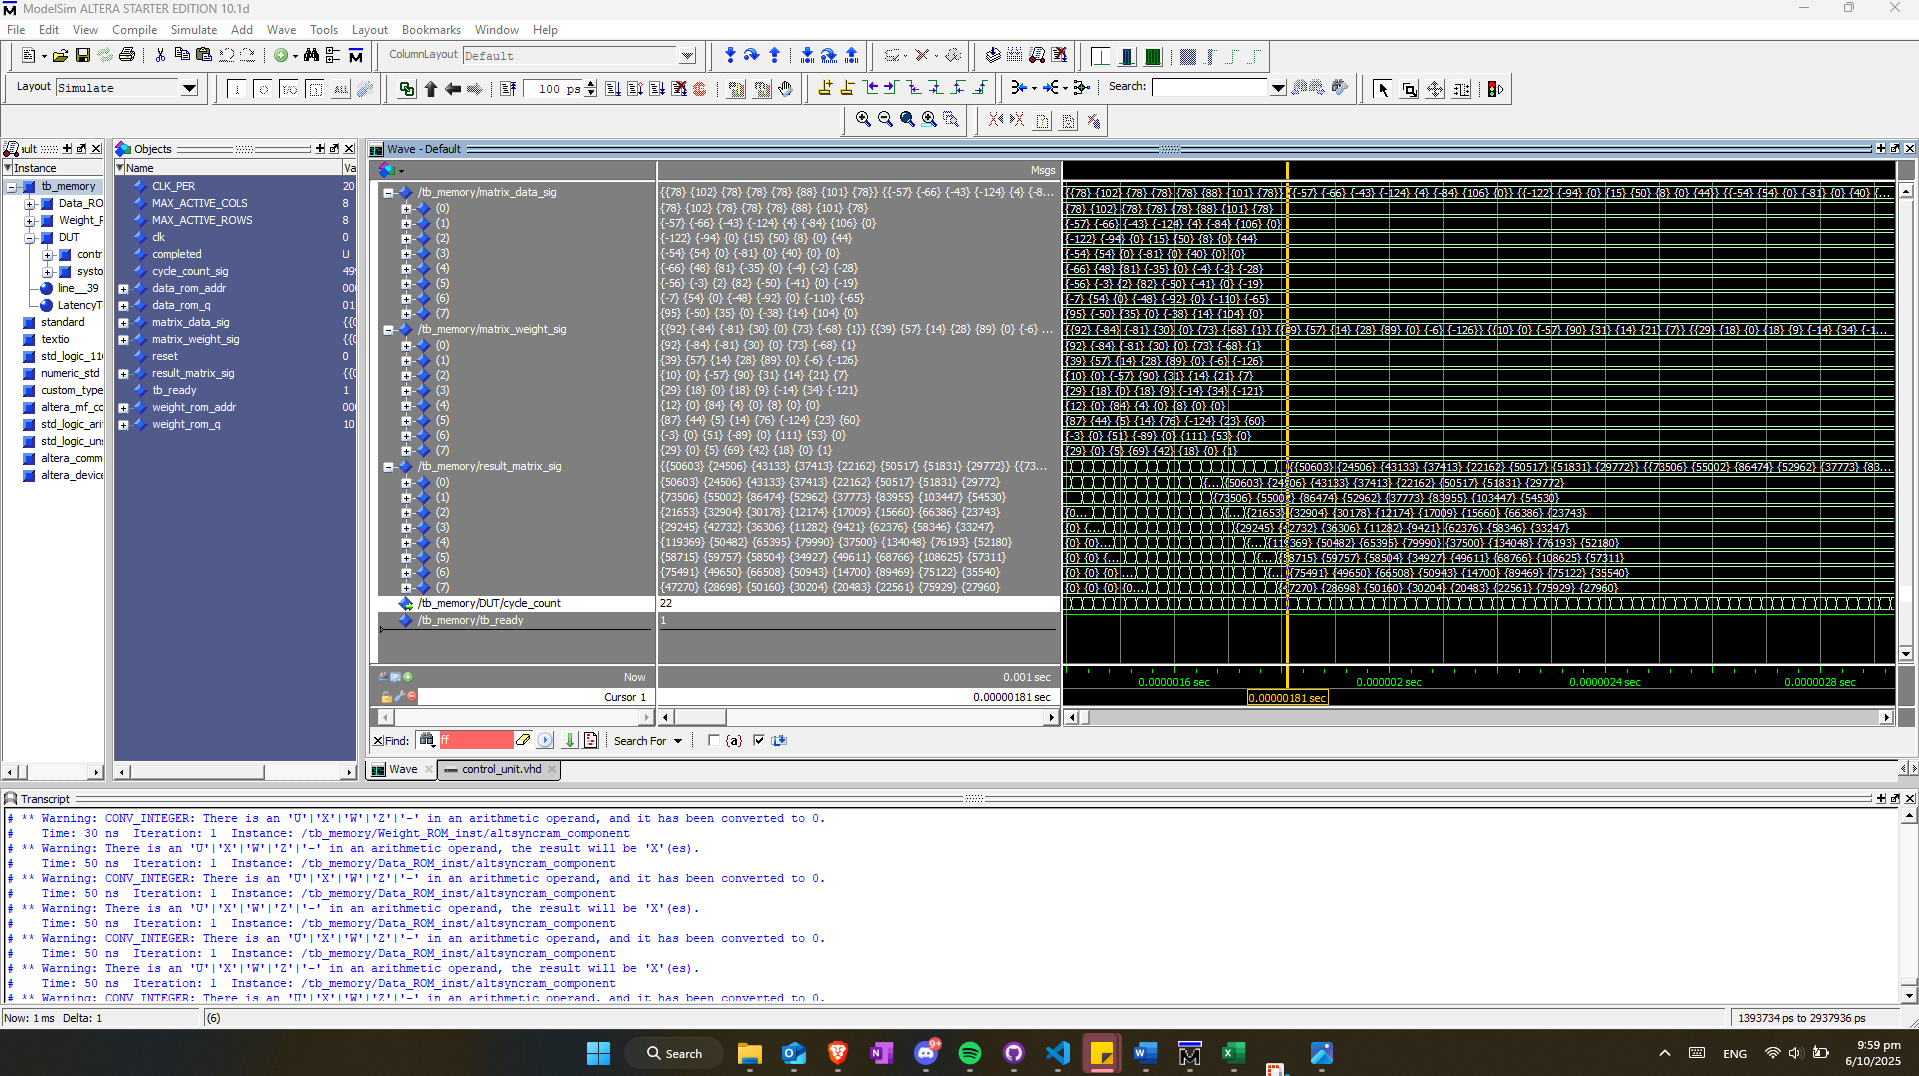 ModelSim ALTERA STARTER EDITION 10.1d
File Edit View Compile Simulate Add Wave Tools Layout Bookmarks Window Help
ColumnLayout Default
Layout Simulate
100 ps
Search:
Objects
Wave - Default
Instance
Name
Msgs
tb_memory
standard
textio
numeric_std
DUT
line__39
CLK_PER 20
MAX_ACTIVE_COLS 8
MAX_ACTIVE_ROWS 8
clk 0
completed U
cycle_count_sig
data_rom_addr
data_rom_q
matrix_data_sig
matrix_weight_sig
reset 0
result_matrix_sig
tb_ready 1
weight_rom_addr
weight_rom_q
/tb_memory/matrix_data_sig {{78} {102} {78} {78} {78} {88} {101} {78}} {{-57} {-66} {-43} {-124} {4} {-8...
(0) {78} {102} {78} {78} {78} {88} {101} {78}
(1) {-57} {-66} {-43} {-124} {4} {-84} {106} {0}
(2) {-122} {-94} {0} {15} {50} {8} {0} {44}
(3) {-54} {54} {0} {-81} {0} {40} {0} {0}
(4) {-66} {48} {81} {-35} {0} {-4} {-2} {-28}
(5) {-56} {-3} {2} {82} {-50} {-41} {0} {-19}
(6) {-7} {54} {0} {-48} {-92} {0} {-110} {-65}
(7) {95} {-50} {35} {0} {-38} {14} {104} {0}
/tb_memory/matrix_weight_sig {{92} {-84} {-81} {30} {0} {73} {-68} {1}} {{39} {57} {14} {28} {89} {0} {-6} ...
(0) {92} {-84} {-81} {30} {0} {73} {-68} {1}
(1) {39} {57} {14} {28} {89} {0} {-6} {-126}
(2) {10} {0} {-57} {90} {31} {14} {21} {7}
(3) {29} {18} {0} {18} {9} {-14} {34} {-121}
(4) {12} {0} {84} {4} {0} {8} {0} {0}
(5) {87} {44} {5} {14} {76} {-124} {23} {60}
(6) {-3} {0} {51} {-89} {0} {111} {53} {0}
(7) {29} {0} {5} {69} {42} {18} {0} {1}
/tb_memory/result_matrix_sig {{50603} {24506} {43133} {37413} {22162} {50517} {51831} {29772}} {{73...
(0) {50603} {24506} {43133} {37413} {22162} {50517} {51831} {29772}
(1) {73506} {55002} {86474} {52962} {37773} {83955} {103447} {54530}
(2) {21653} {32904} {30178} {12174} {17009} {15660} {66386} {23743}
(3) {29245} {42732} {36306} {11282} {9421} {62376} {58346} {33247}
(4) {119369} {50482} {65395} {79990} {37500} {134048} {76193} {52180}
(5) {58715} {59757} {58504} {34927} {49611} {68766} {108625} {57311}
(6) {75491} {49650} {66508} {50943} {14700} {89469} {75122} {35540}
(7) {47270} {28698} {50160} {30204} {20483} {22561} {75929} {27960}
/tb_memory/DUT/cycle_count 22
/tb_memory/tb_ready 1
Now 0.001 sec
Cursor 1 0.00000181 sec
0.0000016 sec 0.000002 sec 0.0000024 sec 0.0000028 sec
0.00000181 sec
Find: ff Search For
Wave control_unit.vhd
Transcript
# ** Warning: CONV_INTEGER: There is an 'U'|'X'|'W'|'Z'|'-' in an arithmetic operand, and it has been converted to 0.
# Time: 30 ns Iteration: 1 Instance: /tb_memory/Weight_ROM_inst/altsyncram_component
# ** Warning: There is an 'U'|'X'|'W'|'Z'|'-' in an arithmetic operand, the result will be 'X'(es).
# Time: 50 ns Iteration: 1 Instance: /tb_memory/Data_ROM_inst/altsyncram_component
# ** Warning: CONV_INTEGER: There is an 'U'|'X'|'W'|'Z'|'-' in an arithmetic operand, and it has been converted to 0.
# Time: 50 ns Iteration: 1 Instance: /tb_memory/Data_ROM_inst/altsyncram_component
# ** Warning: There is an 'U'|'X'|'W'|'Z'|'-' in an arithmetic operand, the result will be 'X'(es).
# Time: 50 ns Iteration: 1 Instance: /tb_memory/Data_ROM_inst/altsyncram_component
# ** Warning: CONV_INTEGER: There is an 'U'|'X'|'W'|'Z'|'-' in an arithmetic operand, and it has been converted to 0.
# Time: 50 ns Iteration: 1 Instance: /tb_memory/Data_ROM_inst/altsyncram_component
# ** Warning: There is an 'U'|'X'|'W'|'Z'|'-' in an arithmetic operand, the result will be 'X'(es).
# Time: 50 ns Iteration: 1 Instance: /tb_memory/Data_ROM_inst/altsyncram_component
# ** Warning: CONV_INTEGER: There is an 'U'|'X'|'W'|'Z'|'-' in an arithmetic operand, and it has been converted to 0.
Now: 1 ms Delta: 1 (6) 1393734 ps to 2937936 ps
Search
ENG
9:59 pm
6/10/2025